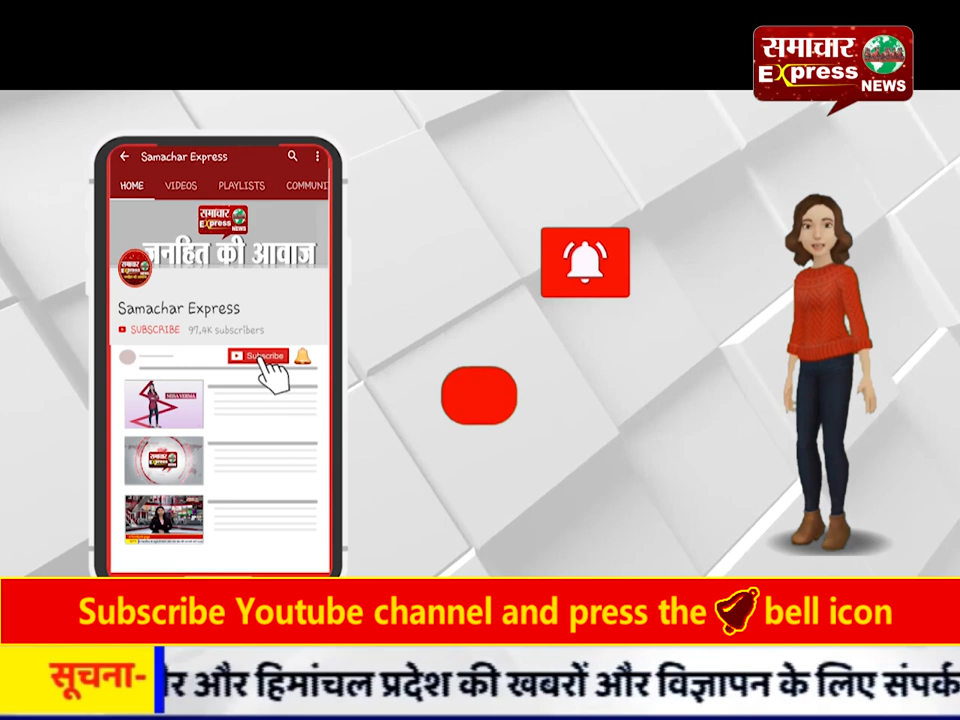 समाचार
Express
NEWS
Samachar Express
HOME VIDEOS PLAYLISTS COMMUNI
समाचार
Express
NEWS
जनहित की आवाज
Samachar Express
SUBSCRIBE 97.4K subscribers
Subscribe
Subscribe Youtube channel and press the bell icon
सूचना- और हिमांचल प्रदेश की खबरों और विज्ञापन के लिए संपर्क